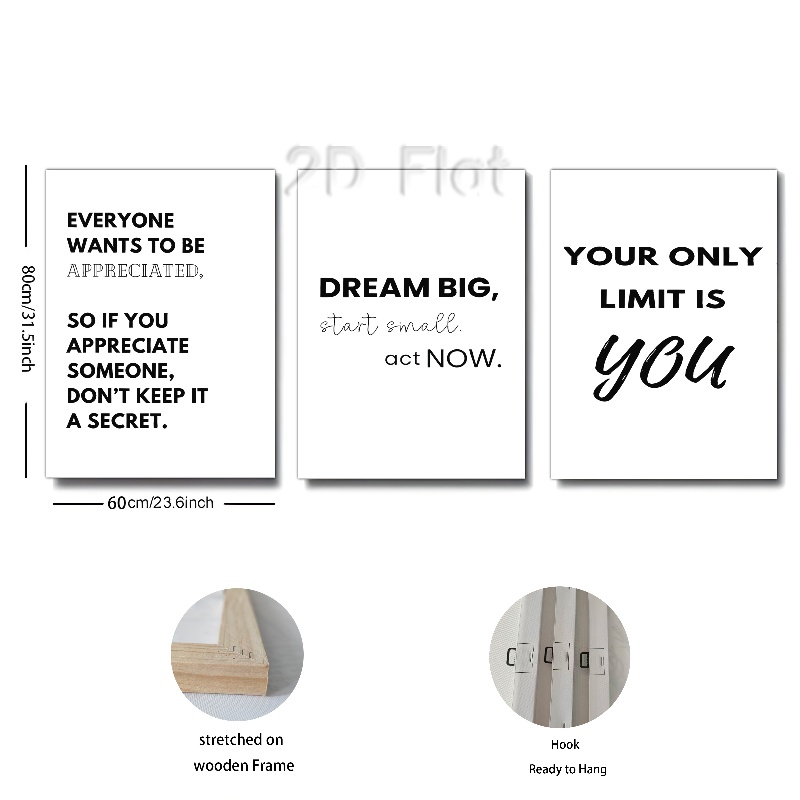 2D Flat
EVERYONE
WANTS TO BE
APPRECIATED,
SO IF YOU
APPRECIATE
SOMEONE,
DON'T KEEP IT
A SECRET.
DREAM BIG,
start small.
act NOW.
YOUR ONLY
LIMIT IS
YOU
80cm/31.5inch
60cm/23.6inch
stretched on
wooden Frame
Hook
Ready to Hang